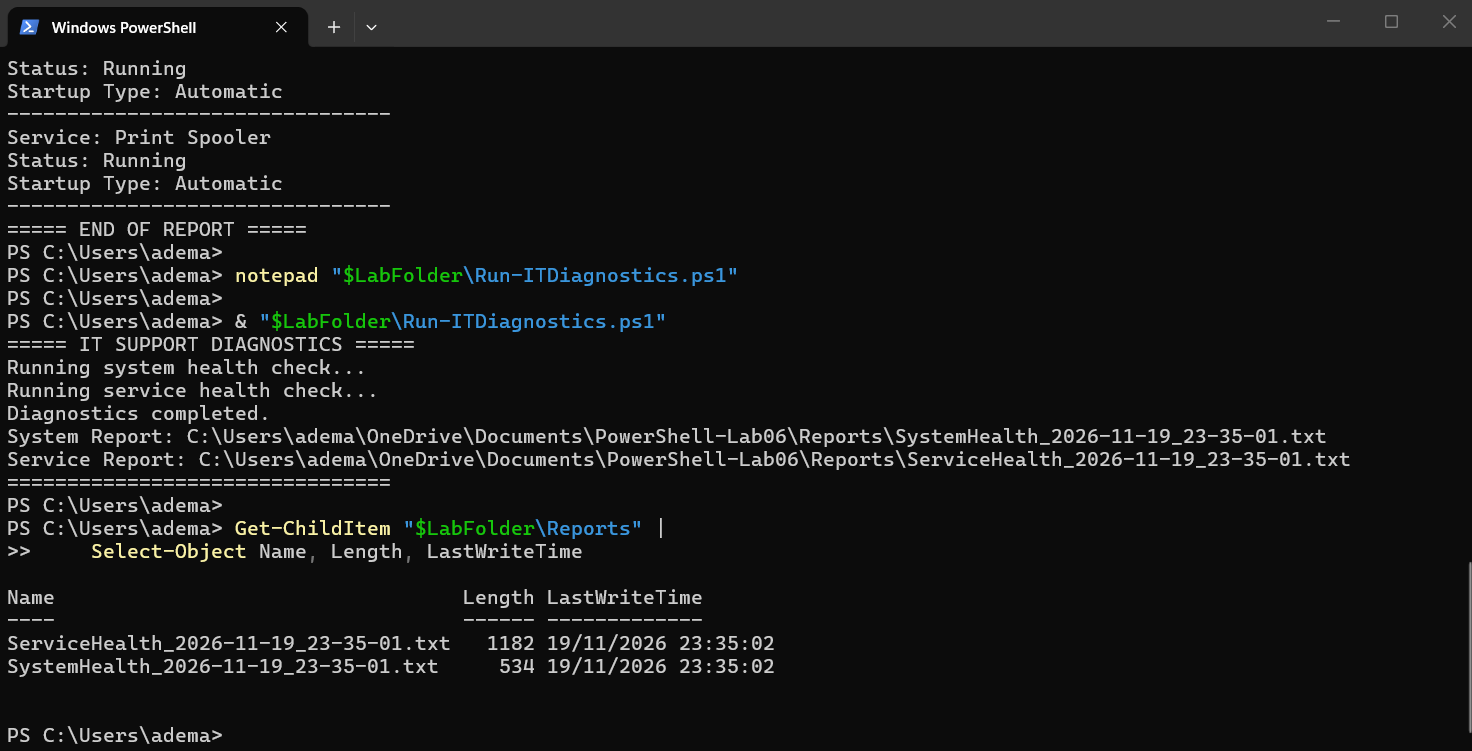 Windows PowerShell
Status: Running
Startup Type: Automatic
--------------------------------
Service: Print Spooler
Status: Running
Startup Type: Automatic
--------------------------------
===== END OF REPORT =====
PS C:\Users\adema>
PS C:\Users\adema> notepad "$LabFolder\Run-ITDiagnostics.ps1"
PS C:\Users\adema>
PS C:\Users\adema> & "$LabFolder\Run-ITDiagnostics.ps1"
===== IT SUPPORT DIAGNOSTICS =====
Running system health check...
Running service health check...
Diagnostics completed.
System Report: C:\Users\adema\OneDrive\Documents\PowerShell-Lab06\Reports\SystemHealth_2026-11-19_23-35-01.txt
Service Report: C:\Users\adema\OneDrive\Documents\PowerShell-Lab06\Reports\ServiceHealth_2026-11-19_23-35-01.txt
================================
PS C:\Users\adema>
PS C:\Users\adema> Get-ChildItem "$LabFolder\Reports" |
>>     Select-Object Name, Length, LastWriteTime

Name                                  Length LastWriteTime
----                                  ------ -------------
ServiceHealth_2026-11-19_23-35-01.txt   1182 19/11/2026 23:35:02
SystemHealth_2026-11-19_23-35-01.txt     534 19/11/2026 23:35:02

PS C:\Users\adema>